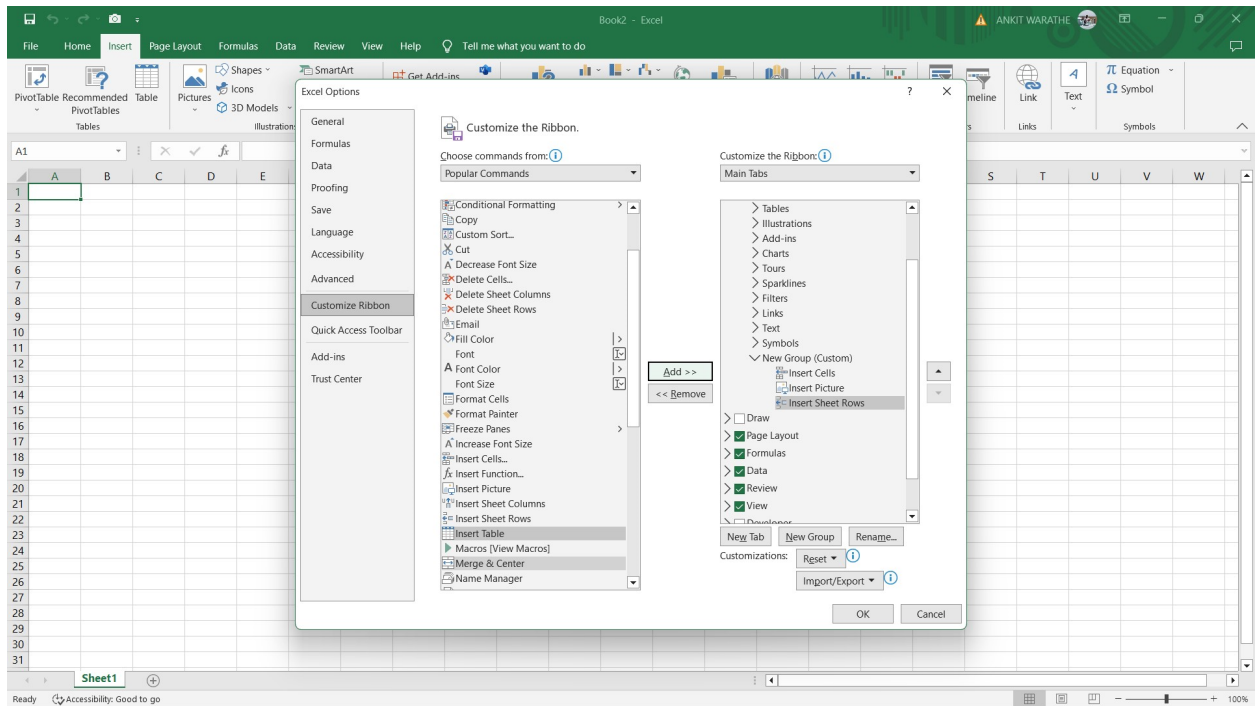 Book2 - Excel
ANKIT WARATHE
File Home Insert Page Layout Formulas Data Review View Help Tell me what you want to do
PivotTable
Recommended PivotTables
Table
Tables
Pictures
Shapes
Icons
3D Models
SmartArt
Get Add-ins
Link
Links
Text
Equation
Symbol
Symbols
A1
fx
A B C D E S T U V W
1
2
3
4
5
6
7
8
9
10
11
12
13
14
15
16
17
18
19
20
21
22
23
24
25
26
27
28
29
30
31
Excel Options
?
General
Formulas
Data
Proofing
Save
Language
Accessibility
Advanced
Customize Ribbon
Quick Access Toolbar
Add-ins
Trust Center
Customize the Ribbon.
Choose commands from:
Popular Commands
Conditional Formatting
Copy
Custom Sort...
Cut
Decrease Font Size
Delete Cells...
Delete Sheet Columns
Delete Sheet Rows
Email
Fill Color
Font
Font Color
Font Size
Format Cells
Format Painter
Freeze Panes
Increase Font Size
Insert Cells...
Insert Function...
Insert Picture
Insert Sheet Columns
Insert Sheet Rows
Insert Table
Macros [View Macros]
Merge & Center
Name Manager
Add >>
<< Remove
Customize the Ribbon:
Main Tabs
Tables
Illustrations
Add-ins
Charts
Tours
Sparklines
Filters
Links
Text
Symbols
New Group (Custom)
Insert Cells
Insert Picture
Insert Sheet Rows
Draw
Page Layout
Formulas
Data
Review
View
Developer
New Tab New Group Rename...
Customizations: Reset
Import/Export
OK Cancel
Sheet1
Ready Accessibility: Good to go
100%